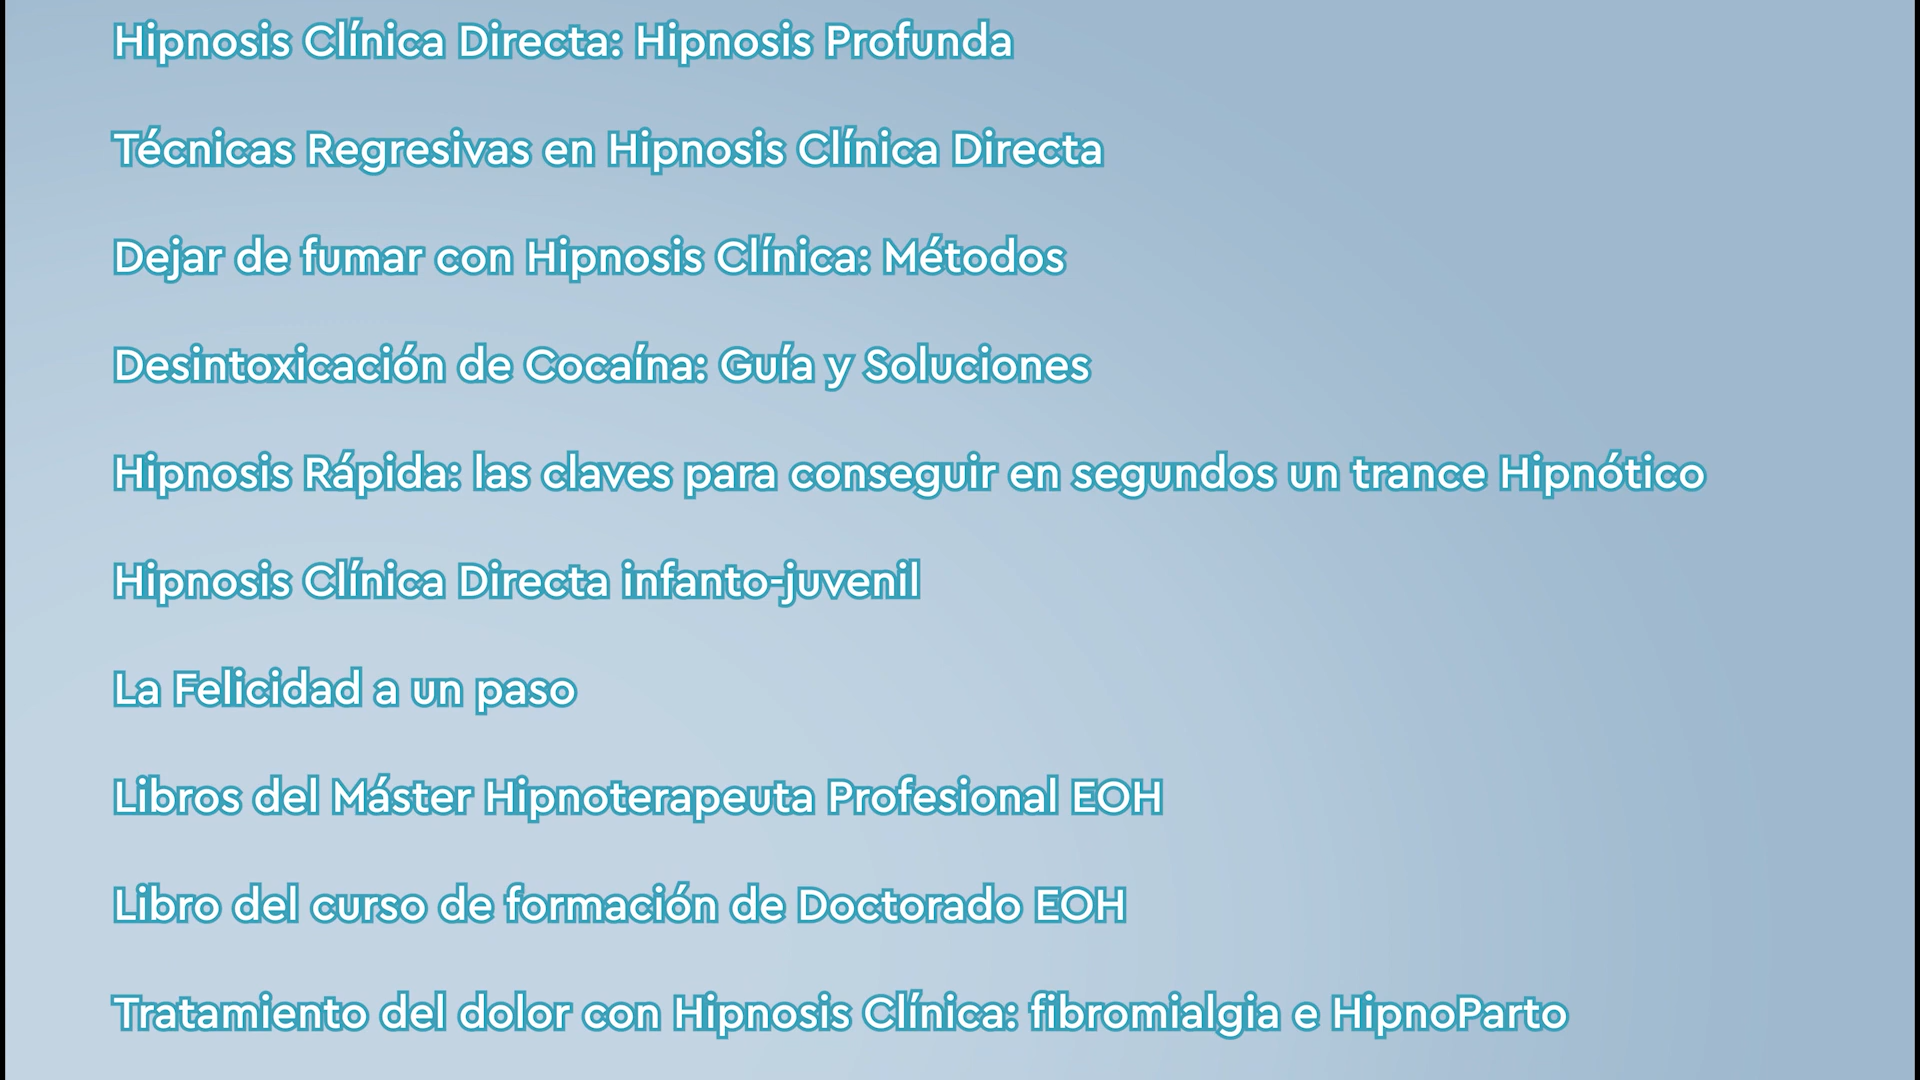 Hipnosis Clínica Directa: Hipnosis Profunda
Técnicas Regresivas en Hipnosis Clínica Directa
Dejar de fumar con Hipnosis Clínica: Métodos
Desintoxicación de Cocaína: Guía y Soluciones
Hipnosis Rápida: las claves para conseguir en segundos un trance Hipnótico
Hipnosis Clínica Directa infanto-juvenil
La Felicidad a un paso
Libros del Máster Hipnoterapeuta Profesional EOH
Libro del curso de formación de Doctorado EOH
Tratamiento del dolor con Hipnosis Clínica: fibromialgia e HipnoParto